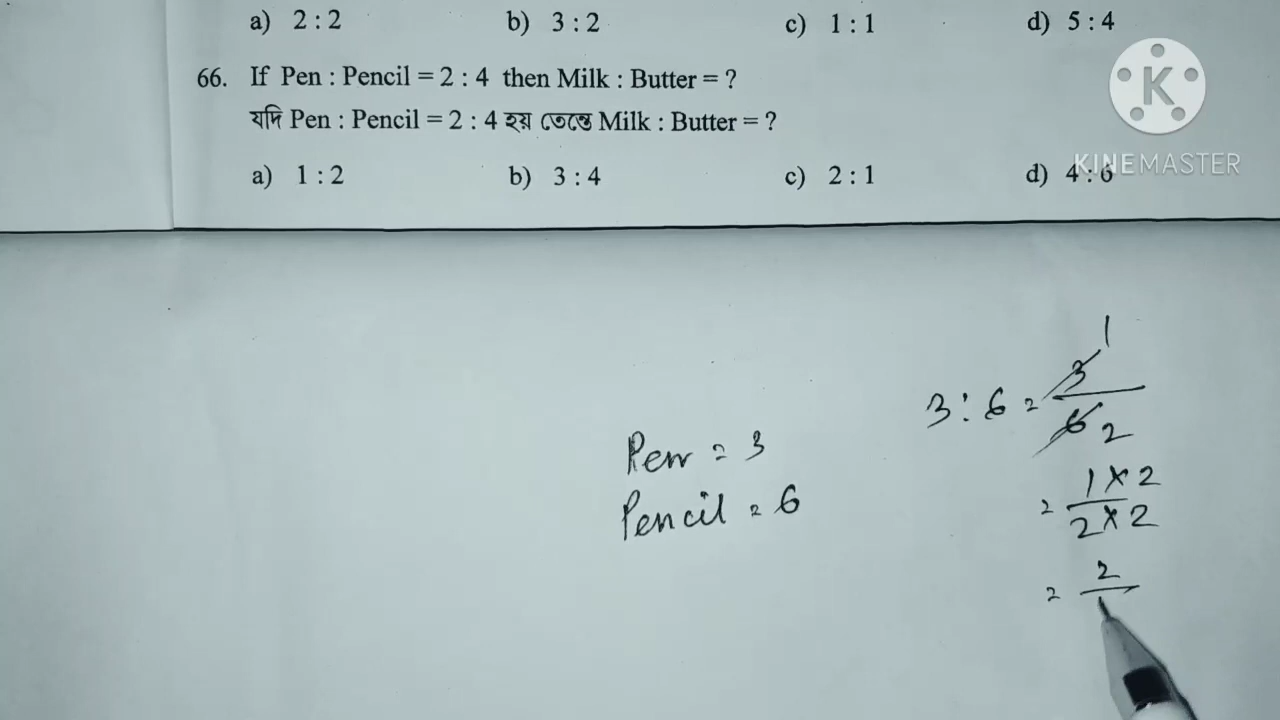 a) 2 : 2 b) 3 : 2 c) 1 : 1 d) 5 : 4
66. If Pen : Pencil = 2 : 4 then Milk : Butter = ?
যদি Pen : Pencil = 2 : 4 হয় তেন্তে Milk : Butter = ?
a) 1 : 2 b) 3 : 4 c) 2 : 1 d) 4 : 6
K
KINEMASTER
Pen = 3
Pencil = 6
1
3 : 6 = 3/6 2
= 1 × 2 / 2 × 2
= 2